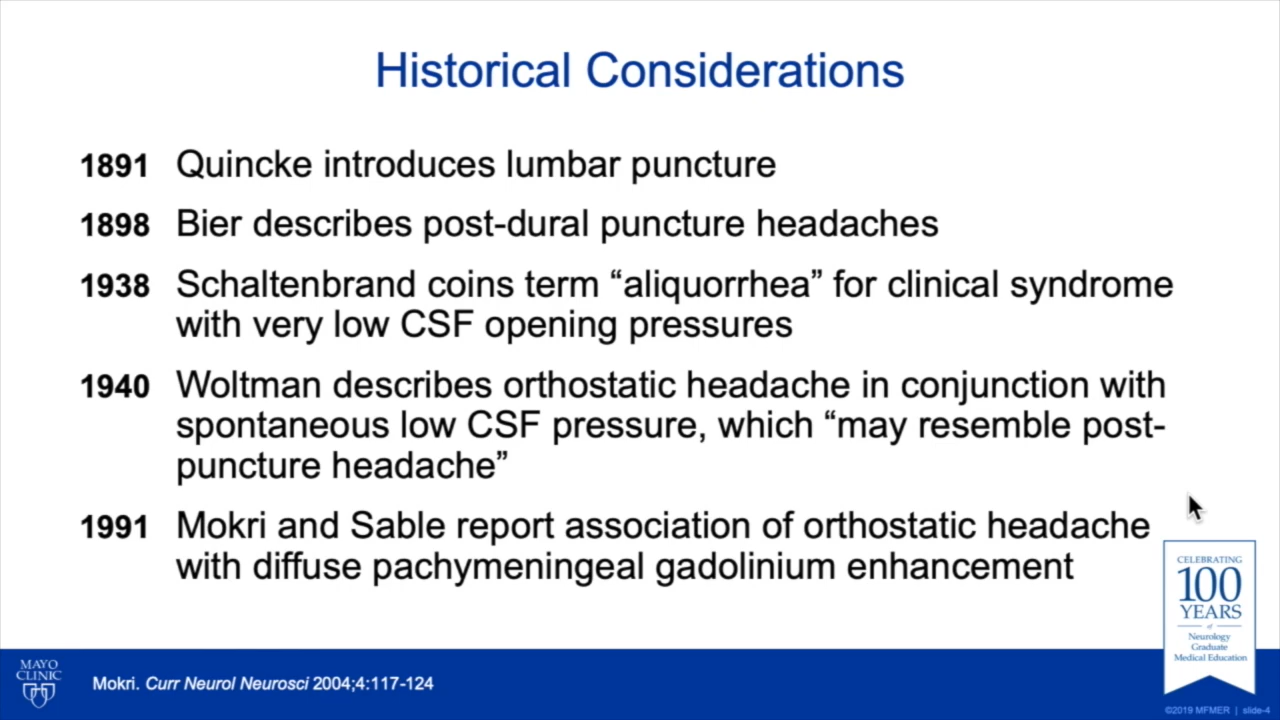 Historical Considerations
1891 Quincke introduces lumbar puncture
1898 Bier describes post-dural puncture headaches
1938 Schaltenbrand coins term “aliquorrhea” for clinical syndrome
with very low CSF opening pressures
1940 Woltman describes orthostatic headache in conjunction with
spontaneous low CSF pressure, which “may resemble post-
puncture headache”
1991 Mokri and Sable report association of orthostatic headache
with diffuse pachymeningeal gadolinium enhancement
CELEBRATING
100
YEARS
of
Neurology
Graduate
Medical Education
MAYO
CLINIC
Mokri. Curr Neurol Neurosci 2004;4:117-124
©2019 MFMER | slide-4